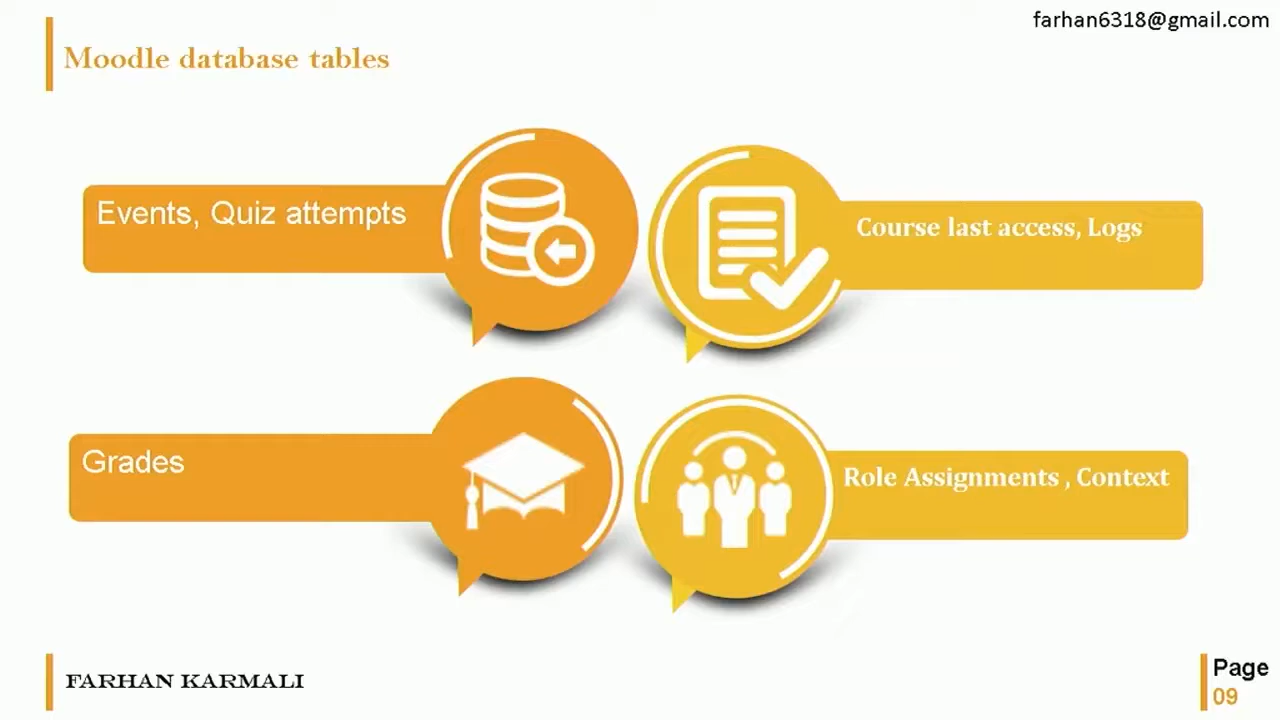 farhan6318@gmail.com
Moodle database tables
Events, Quiz attempts
Course last access, Logs
Grades
Role Assignments , Context
FARHAN KARMALI
Page
09